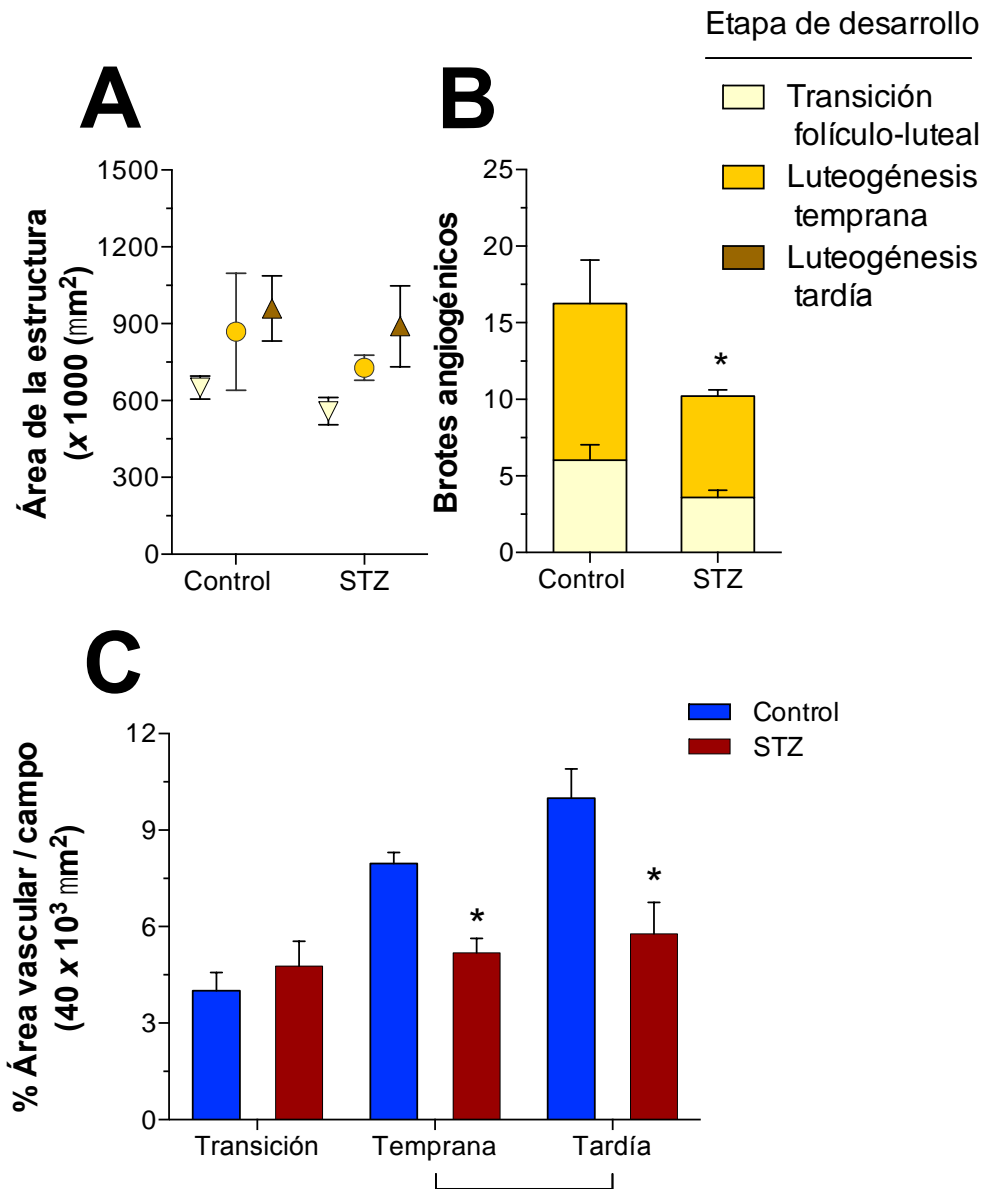 Etapa de desarrollo
Transición
folículo-luteal
Luteogénesis
temprana
Luteogénesis
tardía
A
Área de la estructura
(x 1000 (mm²)
1500
1200
900
600
300
0
Control
STZ
B
Brotes angiogénicos
25
20
15
10
5
0
*
Control
STZ
C
% Área vascular / campo
(40 x 10³ mm²)
12
9
6
3
0
*
*
Control
STZ
Transición
Temprana
Tardía